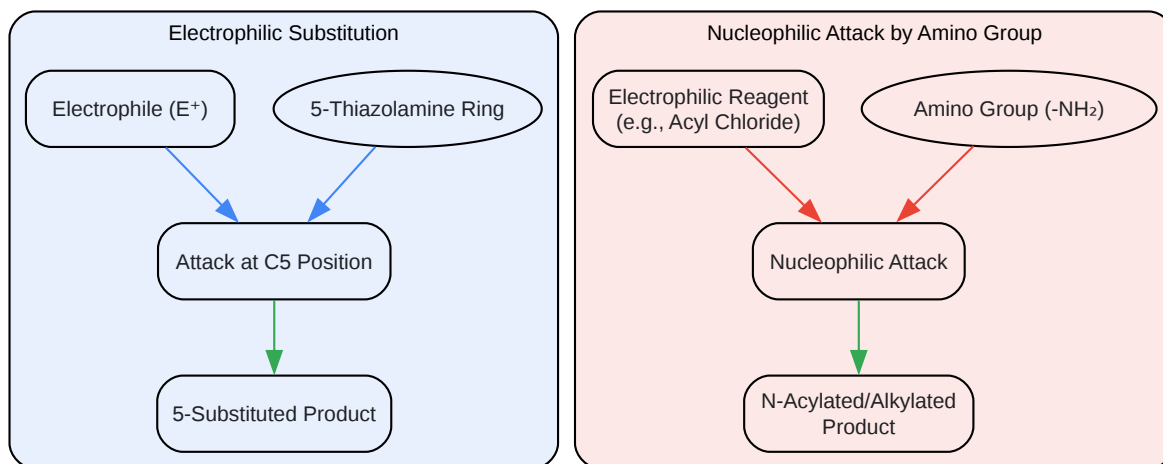 Electrophilic Substitution
Electrophile (E⁺)
5-Thiazolamine Ring
Attack at C5 Position
5-Substituted Product
Nucleophilic Attack by Amino Group
Electrophilic Reagent
(e.g., Acyl Chloride)
Amino Group (-NH₂)
Nucleophilic Attack
N-Acylated/Alkylated
Product